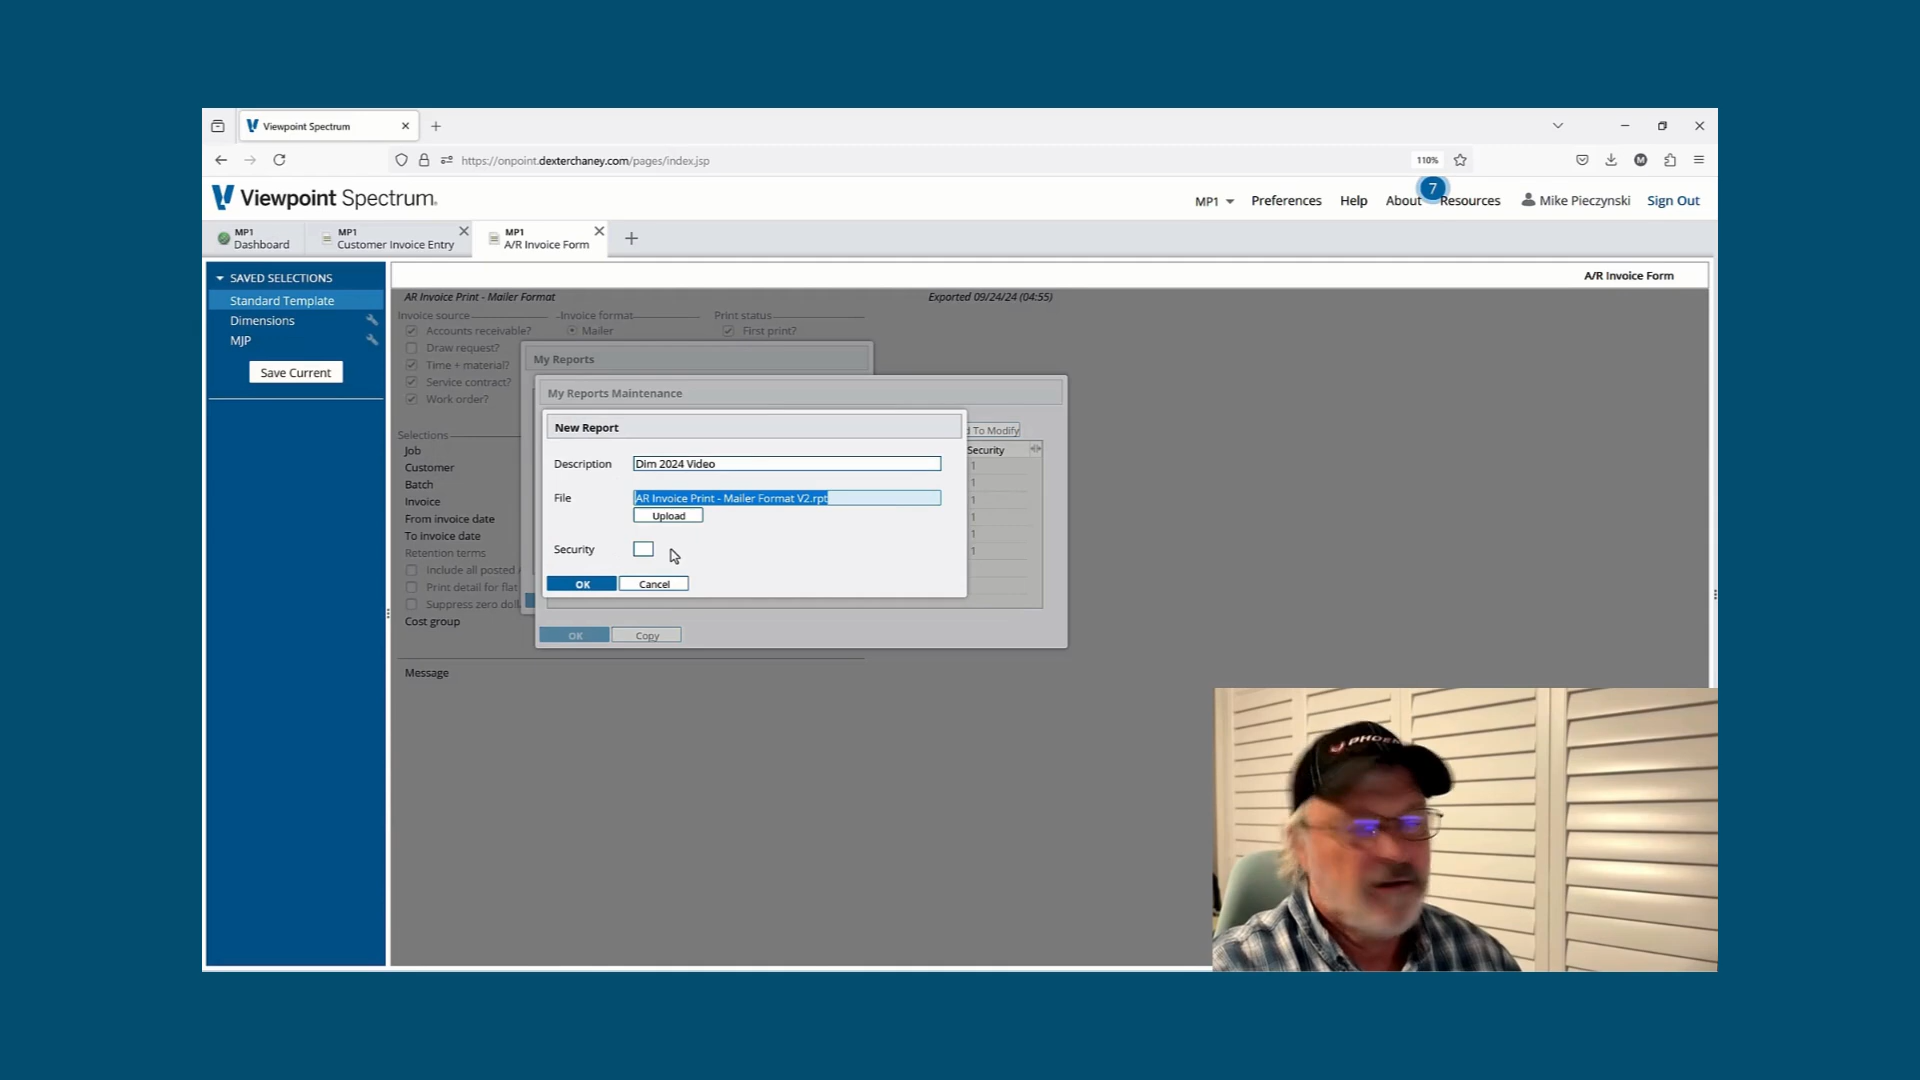 Viewpoint Spectrum
https://onpoint.dexterchaney.com/pages/index.jsp
110%
M
Viewpoint Spectrum.
MP1
Preferences
Help
About
7
Resources
Mike Pieczynski
Sign Out
MP1
Dashboard
MP1
Customer Invoice Entry
MP1
A/R Invoice Form
SAVED SELECTIONS
Standard Template
Dimensions
MJP
Save Current
A/R Invoice Form
AR Invoice Print - Mailer Format
Exported 09/24/24 (04:55)
Invoice source
Invoice format
Print status
Accounts receivable?
Mailer
First print?
Draw request?
Time + material?
Service contract?
Work order?
Selections
Job
Customer
Batch
Invoice
From invoice date
To invoice date
Retention terms
Include all posted
Print detail for flat
Suppress zero doll
Cost group
Message
My Reports
My Reports Maintenance
To Modify
Security
1
1
1
1
1
1
OK
Copy
New Report
Description
Dim 2024 Video
File
AR Invoice Print - Mailer Format V2.rpt
Upload
Security
OK
Cancel